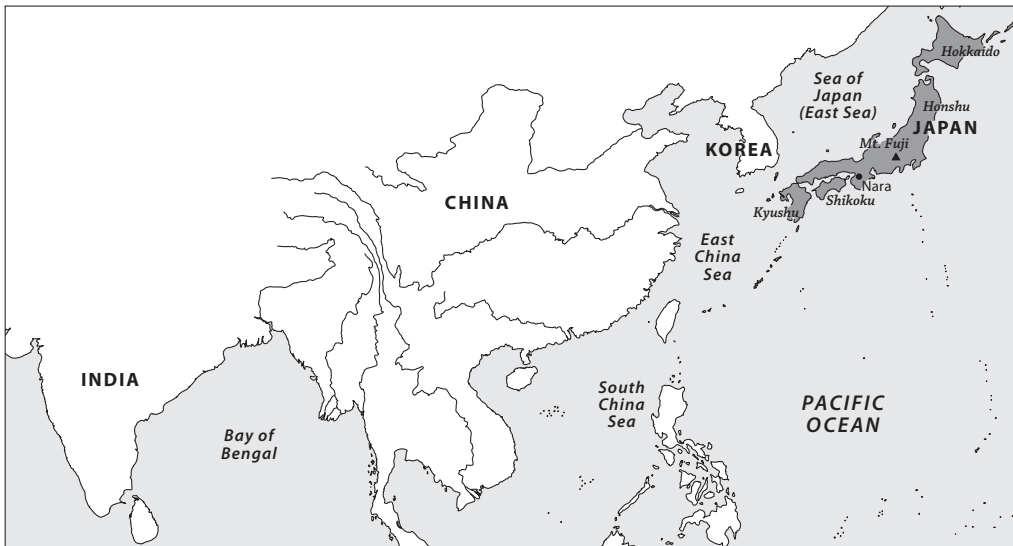 Hokkaido
Sea of
Japan
(East Sea)
Honshu
JAPAN
Mt. Fuji
KOREA
Nara
Shikoku
Kyushu
CHINA
East
China
Sea
INDIA
South
China
Sea
PACIFIC
OCEAN
Bay of
Bengal